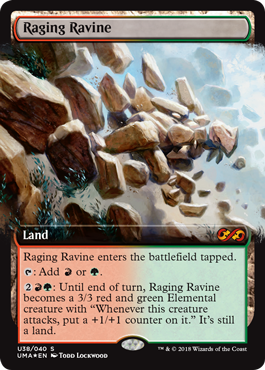 Raging Ravine
Land
Raging Ravine enters the battlefield tapped.
: Add or .
2 : Until end of turn, Raging Ravine
becomes a 3/3 red and green Elemental
creature with “Whenever this creature
attacks, put a +1/+1 counter on it.” It's still
a land.
U38/040 S
UMA★EN Todd Lockwood
™ & © 2018 Wizards of the Coast